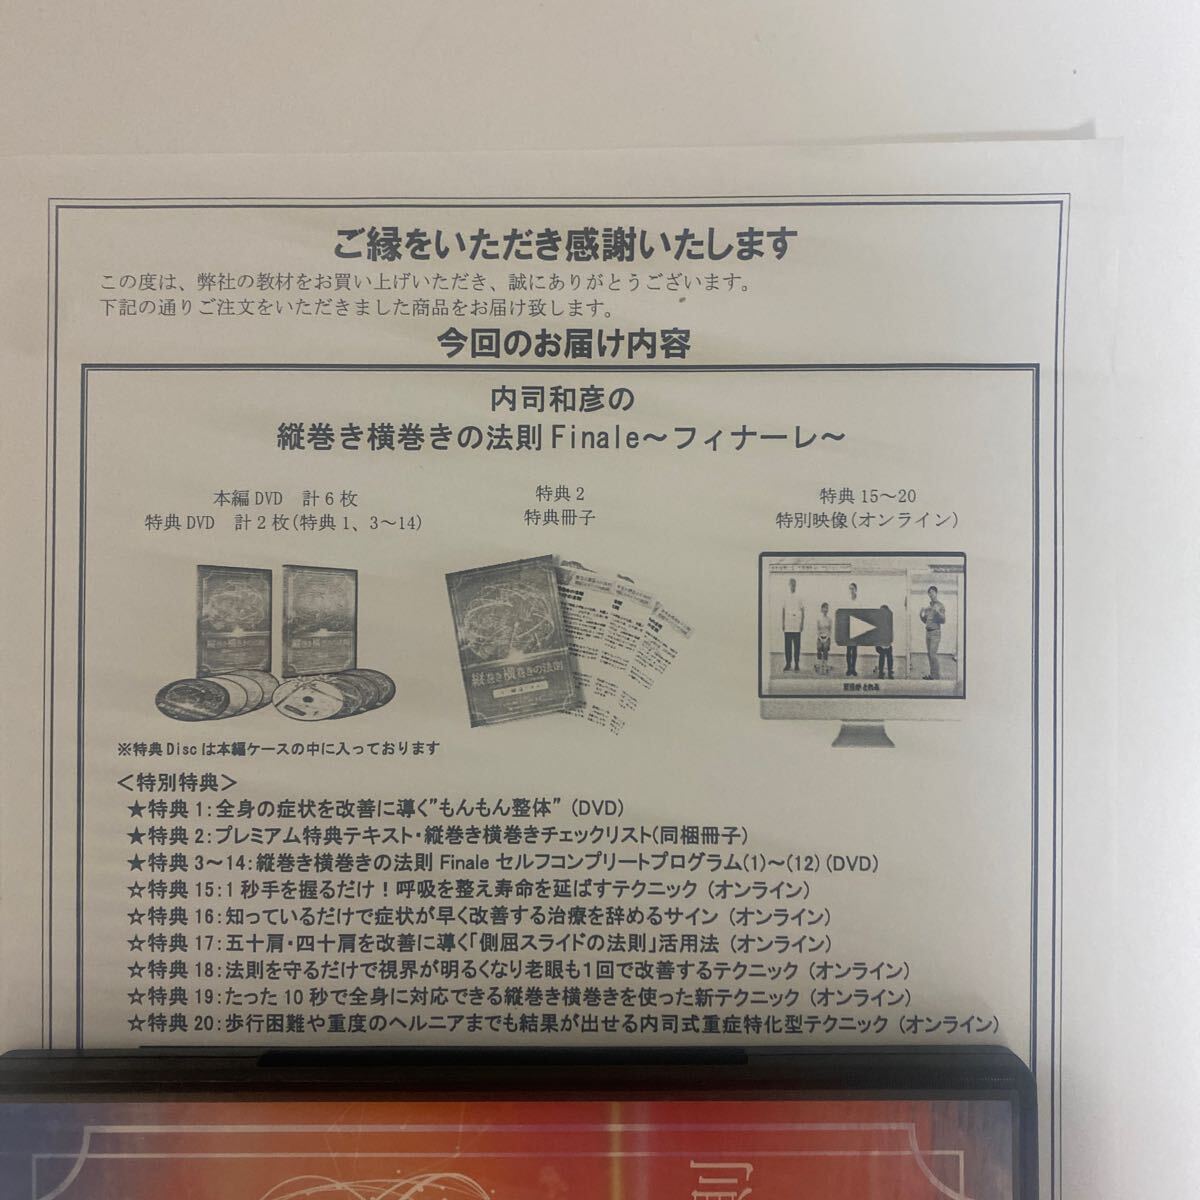 ご縁をいただき感謝いたします
この度は、弊社の教材をお買い上げいただき、誠にありがとうございます。
下記の通りご注文をいただきました商品をお届け致します。
今回のお届け内容
内司和彦の
縦巻き横巻きの法則Finale～フィナーレ～
本編DVD 計6枚
特典DVD 計2枚(特典1、3～14)
特典2
特典冊子
特典15～20
特別映像(オンライン)
縦巻き横巻きの法則
※特典Discは本編ケースの中に入っております
＜特別特典＞
★特典1:全身の症状を改善に導く"もんもん整体" (DVD)
★特典2:プレミアム特典テキスト・縦巻き横巻きチェックリスト(同梱冊子)
★特典3～14:縦巻き横巻きの法則Finaleセルフコンプリートプログラム(1)～(12)(DVD)
☆特典15:1秒手を握るだけ！呼吸を整え寿命を延ばすテクニック (オンライン)
☆特典16:知っているだけで症状が早く改善する治療を辞めるサイン (オンライン)
☆特典17:五十肩・四十肩を改善に導く「側屈スライドの法則」活用法 (オンライン)
☆特典18:法則を守るだけで視界が明るくなり老眼も1回で改善するテクニック (オンライン)
☆特典19:たった10秒で全身に対応できる縦巻き横巻きを使った新テクニック (オンライン)
☆特典20:歩行困難や重度のヘルニアまでも結果が出せる内司式重症特化型テクニック (オンライン)